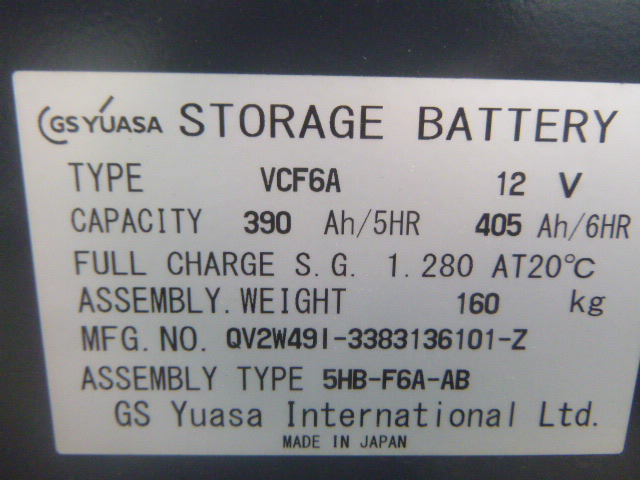 GS YUASA STORAGE BATTERY
TYPE VCF6A 12 V
CAPACITY 390 Ah/5HR 405 Ah/6HR
FULL CHARGE S.G. 1.280 AT20℃
ASSEMBLY.WEIGHT 160 kg
MFG.NO. QV2W49I-3383136101-Z
ASSEMBLY TYPE 5HB-F6A-AB
GS Yuasa International Ltd.
MADE IN JAPAN